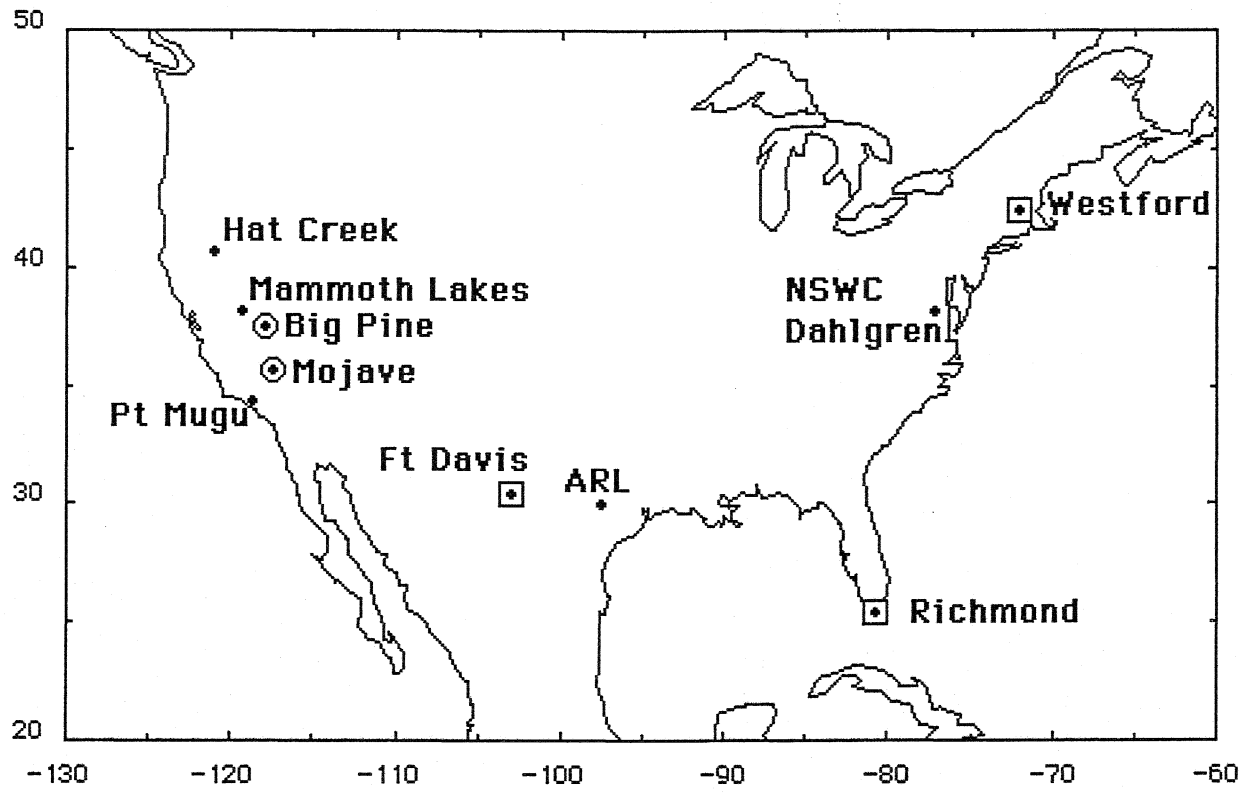 50
Hat Creek
Westford
40
Mammoth Lakes
NSWC
Big Pine
Dahlgren
Mojave
Pt Mugu
Ft Davis
ARL
30
Richmond
20
-130 -120 -110 -100 -90 -80 -70 -60